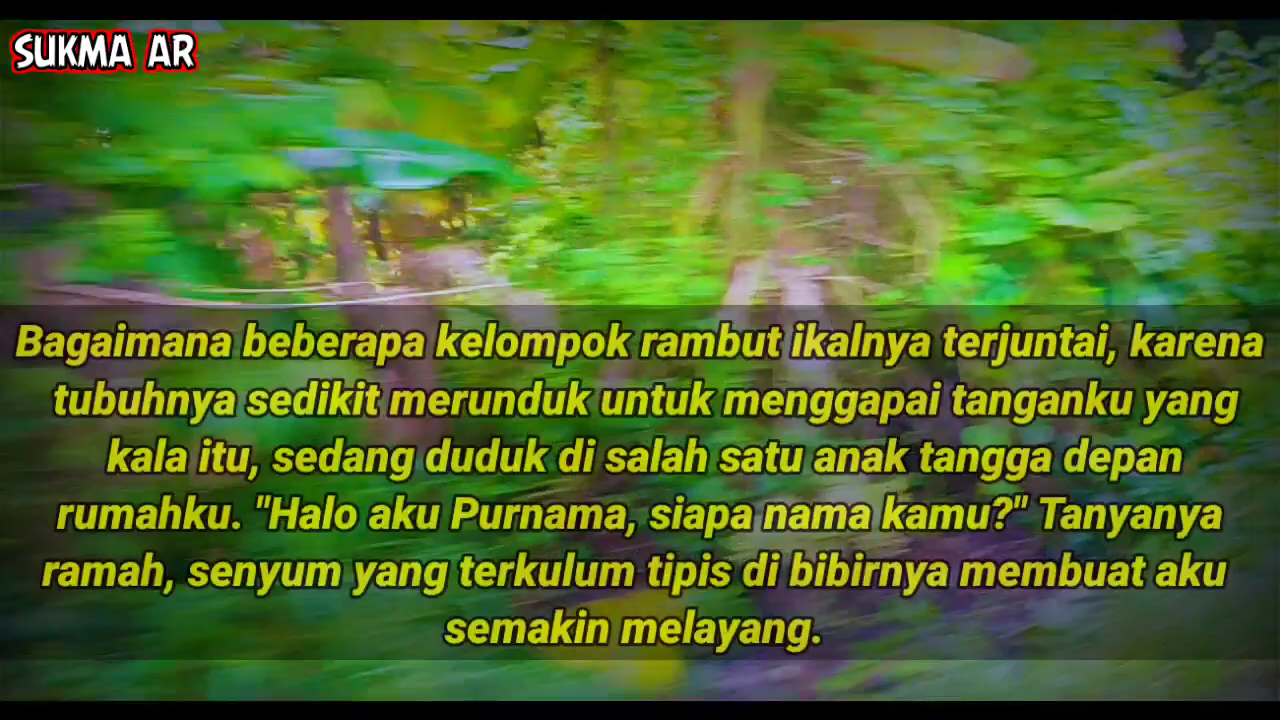 SUKMA AR
Bagaimana beberapa kelompok rambut ikalnya terjuntai, karena
tubuhnya sedikit merunduk untuk menggapai tanganku yang
kala itu, sedang duduk di salah satu anak tangga depan
rumahku. "Halo aku Purnama, siapa nama kamu?" Tanyanya
ramah, senyum yang terkulum tipis di bibirnya membuat aku
semakin melayang.